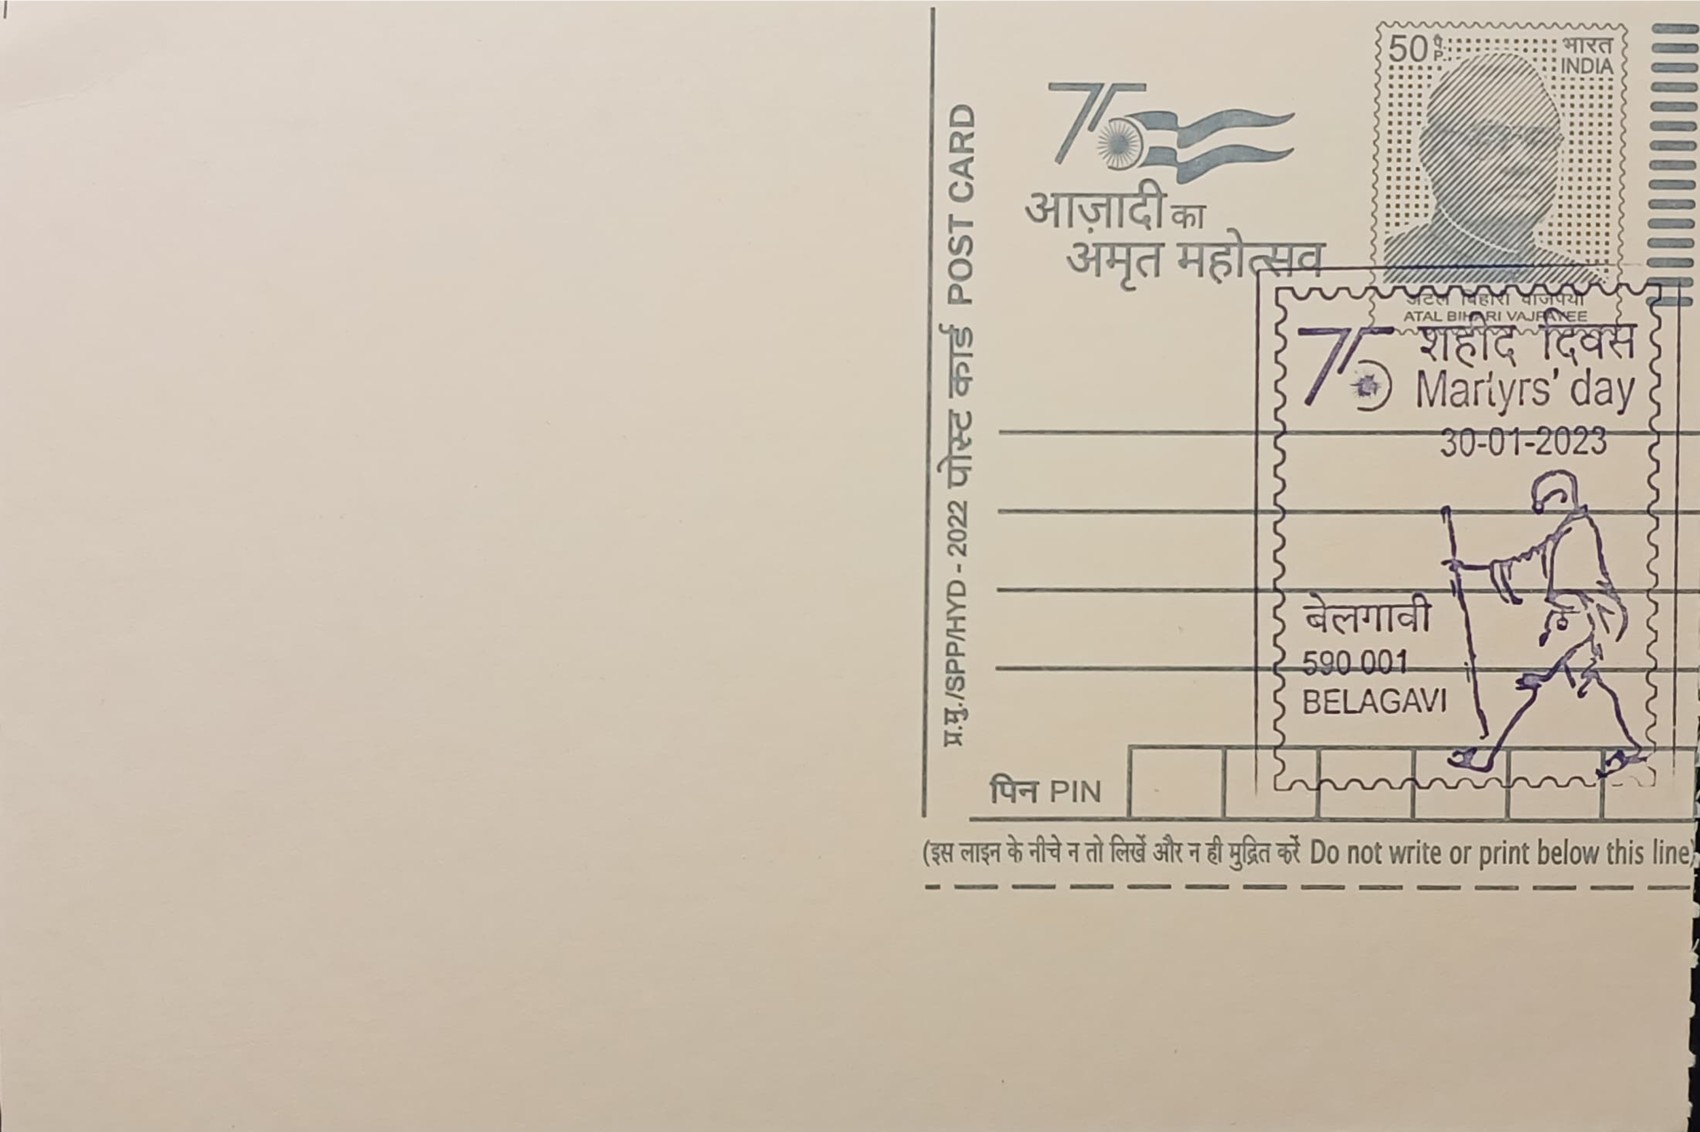 50 पै. P.
भारत
INDIA
75
आज़ादी का
अमृत महोत्सव
अटल बिहारी वाजपेयी
ATAL BIHARI VAJPAYEE
75
शहीद दिवस
Martyrs' day
30-01-2023
बेलगावी
590 001
BELAGAVI
प्र.मु./SPP/HYD - 2022 पोस्ट कार्ड POST CARD
पिन PIN
(इस लाइन के नीचे न तो लिखें और न ही मुद्रित करें Do not write or print below this line)